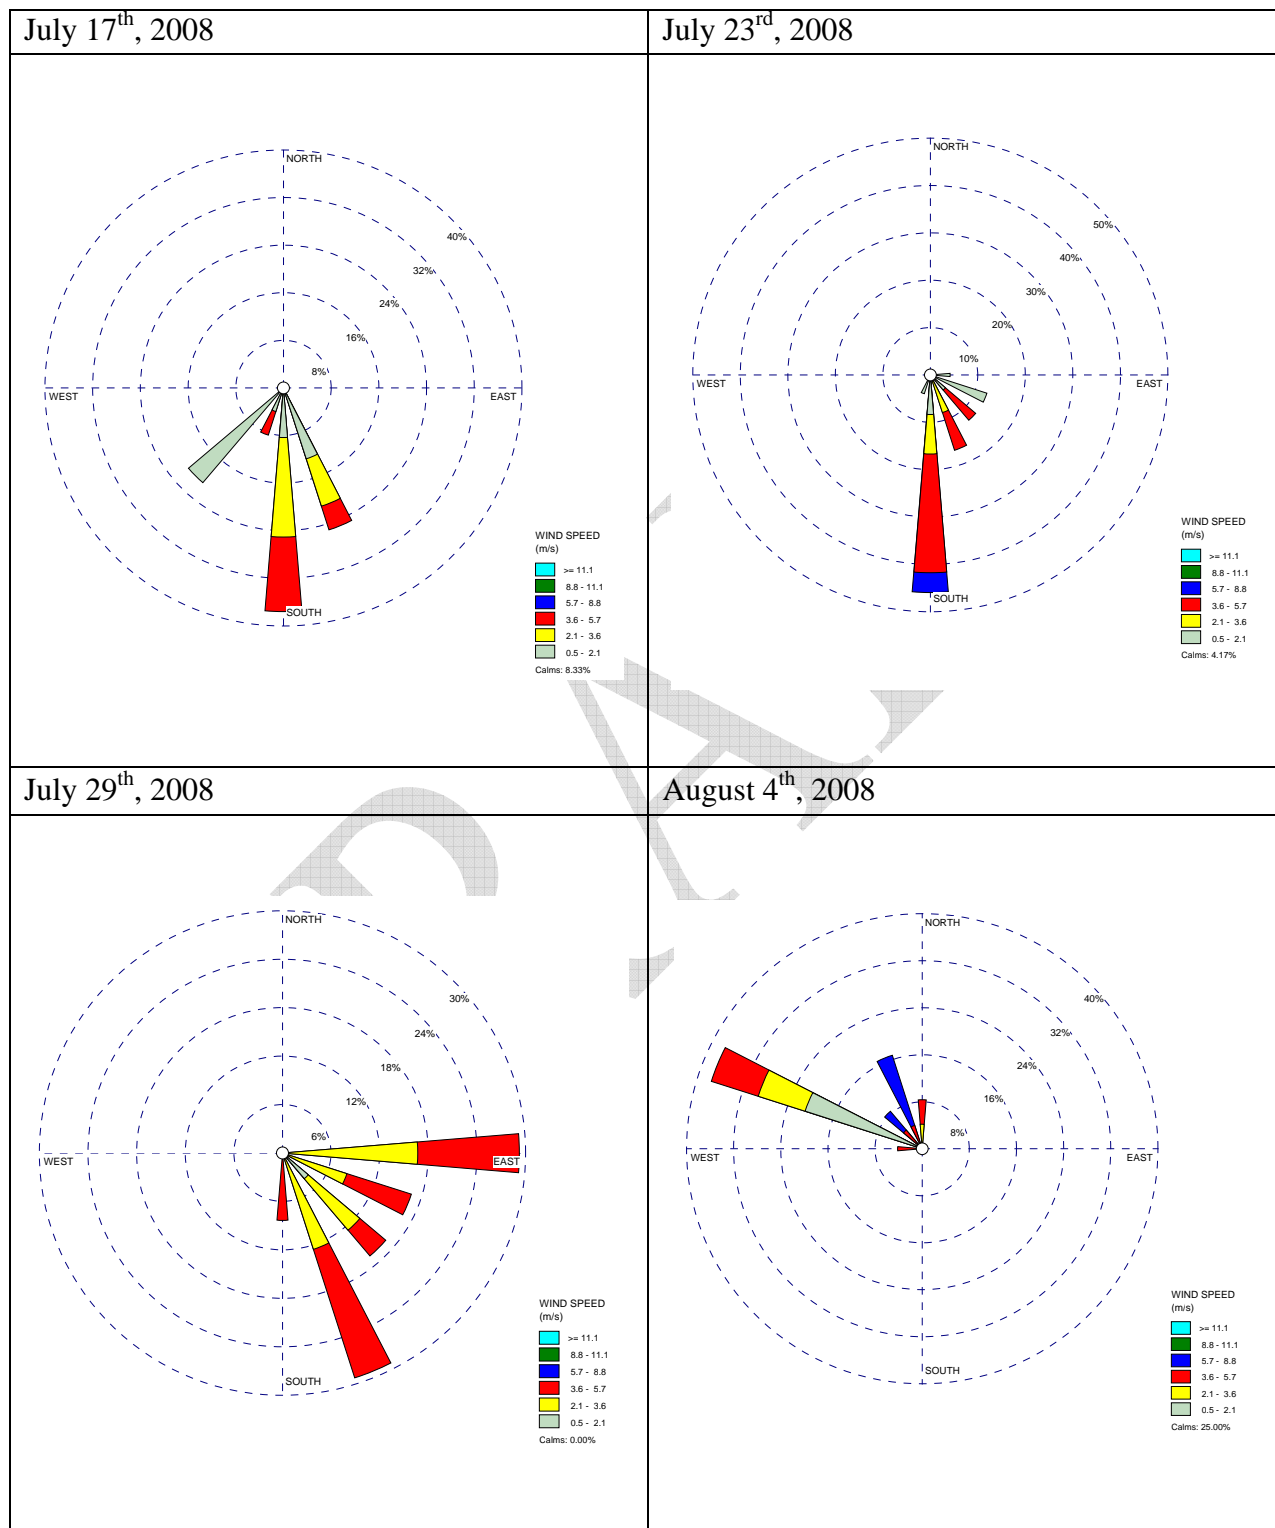 July 17th, 2008
July 23rd, 2008
NORTH
40%
32%
24%
16%
8%
WEST
EAST
SOUTH
WIND SPEED
(m/s)
>= 11.1
8.8 - 11.1
5.7 - 8.8
3.6 - 5.7
2.1 - 3.6
0.5 - 2.1
Calms: 8.33%
NORTH
50%
40%
30%
20%
10%
WEST
EAST
SOUTH
WIND SPEED
(m/s)
>= 11.1
8.8 - 11.1
5.7 - 8.8
3.6 - 5.7
2.1 - 3.6
0.5 - 2.1
Calms: 4.17%
July 29th, 2008
August 4th, 2008
NORTH
30%
24%
18%
12%
6%
WEST
EAST
SOUTH
WIND SPEED
(m/s)
>= 11.1
8.8 - 11.1
5.7 - 8.8
3.6 - 5.7
2.1 - 3.6
0.5 - 2.1
Calms: 0.00%
NORTH
40%
32%
24%
16%
8%
WEST
EAST
SOUTH
WIND SPEED
(m/s)
>= 11.1
8.8 - 11.1
5.7 - 8.8
3.6 - 5.7
2.1 - 3.6
0.5 - 2.1
Calms: 25.00%